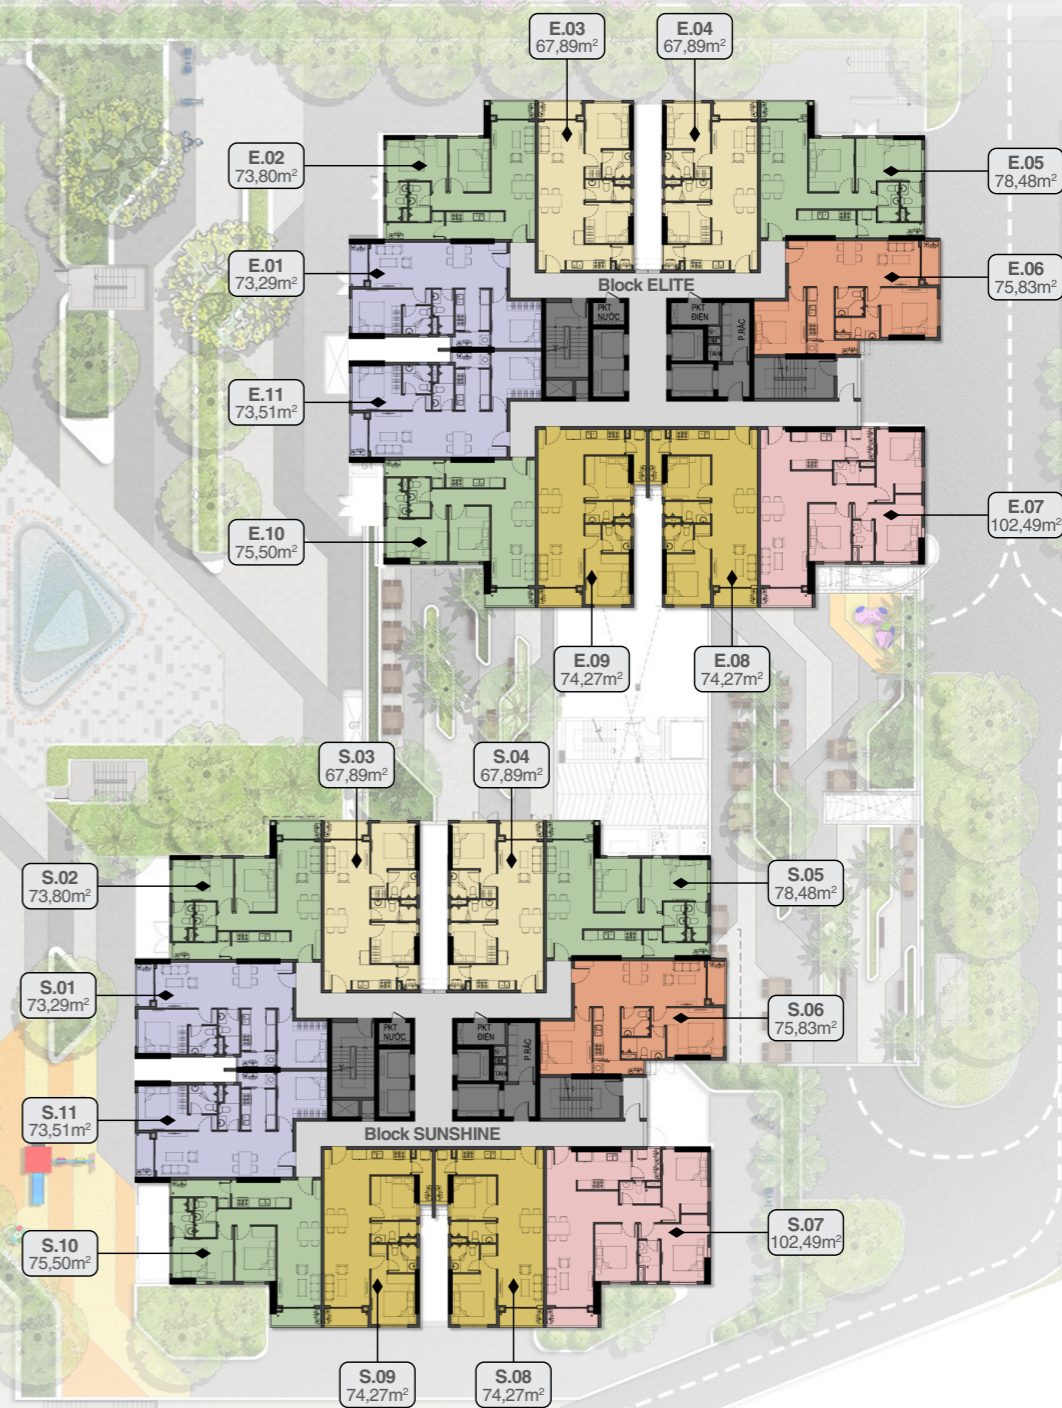 E.03
67,89m²
E.04
67,89m²
E.02
73,80m²
E.05
78,48m²
E.01
73,29m²
Block ELITE
E.06
75,83m²
PKT
NƯỚC
PKT
ĐIỆN
P.RÁC
E.11
73,51m²
E.10
75,50m²
E.07
102,49m²
E.09
74,27m²
E.08
74,27m²
GT
S.03
67,89m²
S.04
67,89m²
S.02
73,80m²
S.05
78,48m²
S.01
73,29m²
S.06
75,83m²
PKT
NƯỚC
PKT
ĐIỆN
P.RÁC
S.11
73,51m²
Block SUNSHINE
S.10
75,50m²
S.07
102,49m²
S.09
74,27m²
S.08
74,27m²